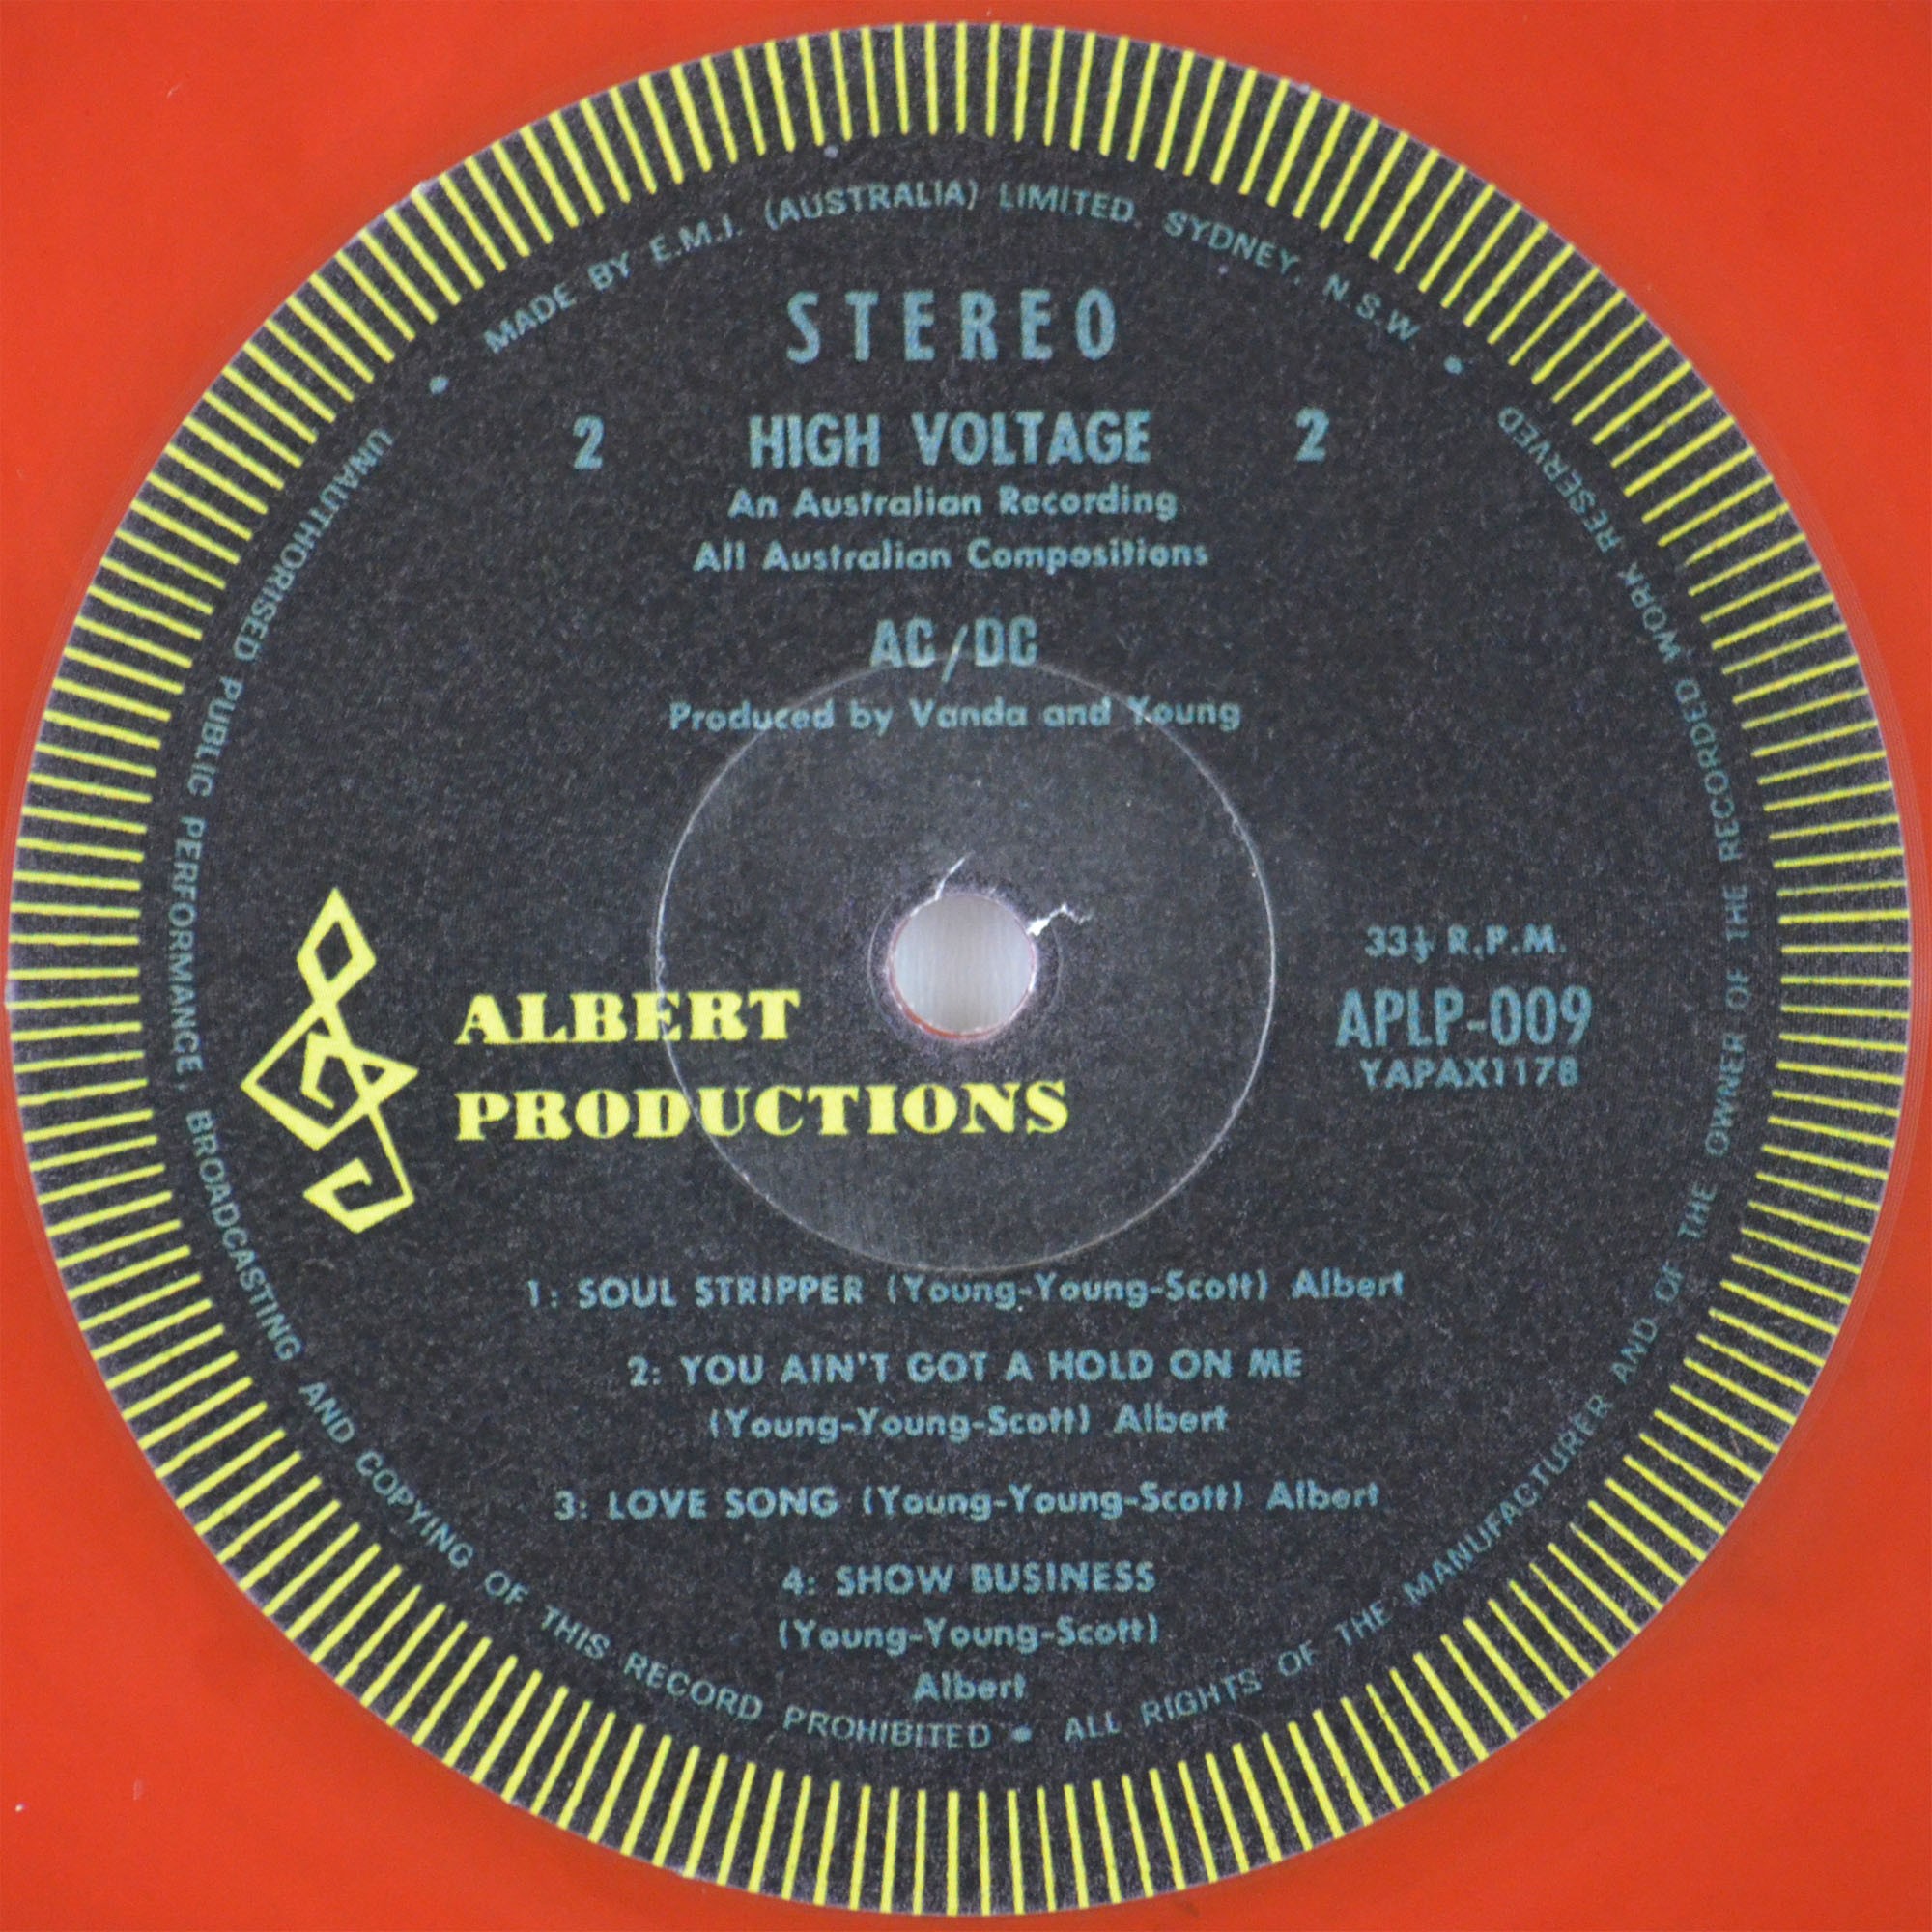 MADE BY E.M.I. (AUSTRALIA) LIMITED. SYDNEY. N.S.W •
STEREO
2 HIGH VOLTAGE 2
An Australian Recording
All Australian Compositions
AC/DC
Produced by Vanda and Young
33⅓ R.P.M.
APLP-009
YAPAX1178
ALBERT
PRODUCTIONS
1: SOUL STRIPPER (Young-Young-Scott) Albert
2: YOU AIN'T GOT A HOLD ON ME
(Young-Young-Scott) Albert
3: LOVE SONG (Young-Young-Scott) Albert
4: SHOW BUSINESS
(Young-Young-Scott)
Albert
UNAUTHORISED PUBLIC PERFORMANCE, BROADCASTING AND COPYING OF THIS RECORD PROHIBITED • ALL RIGHTS OF THE MANUFACTURER AND OF THE OWNER OF THE RECORDED WORK RESERVED •